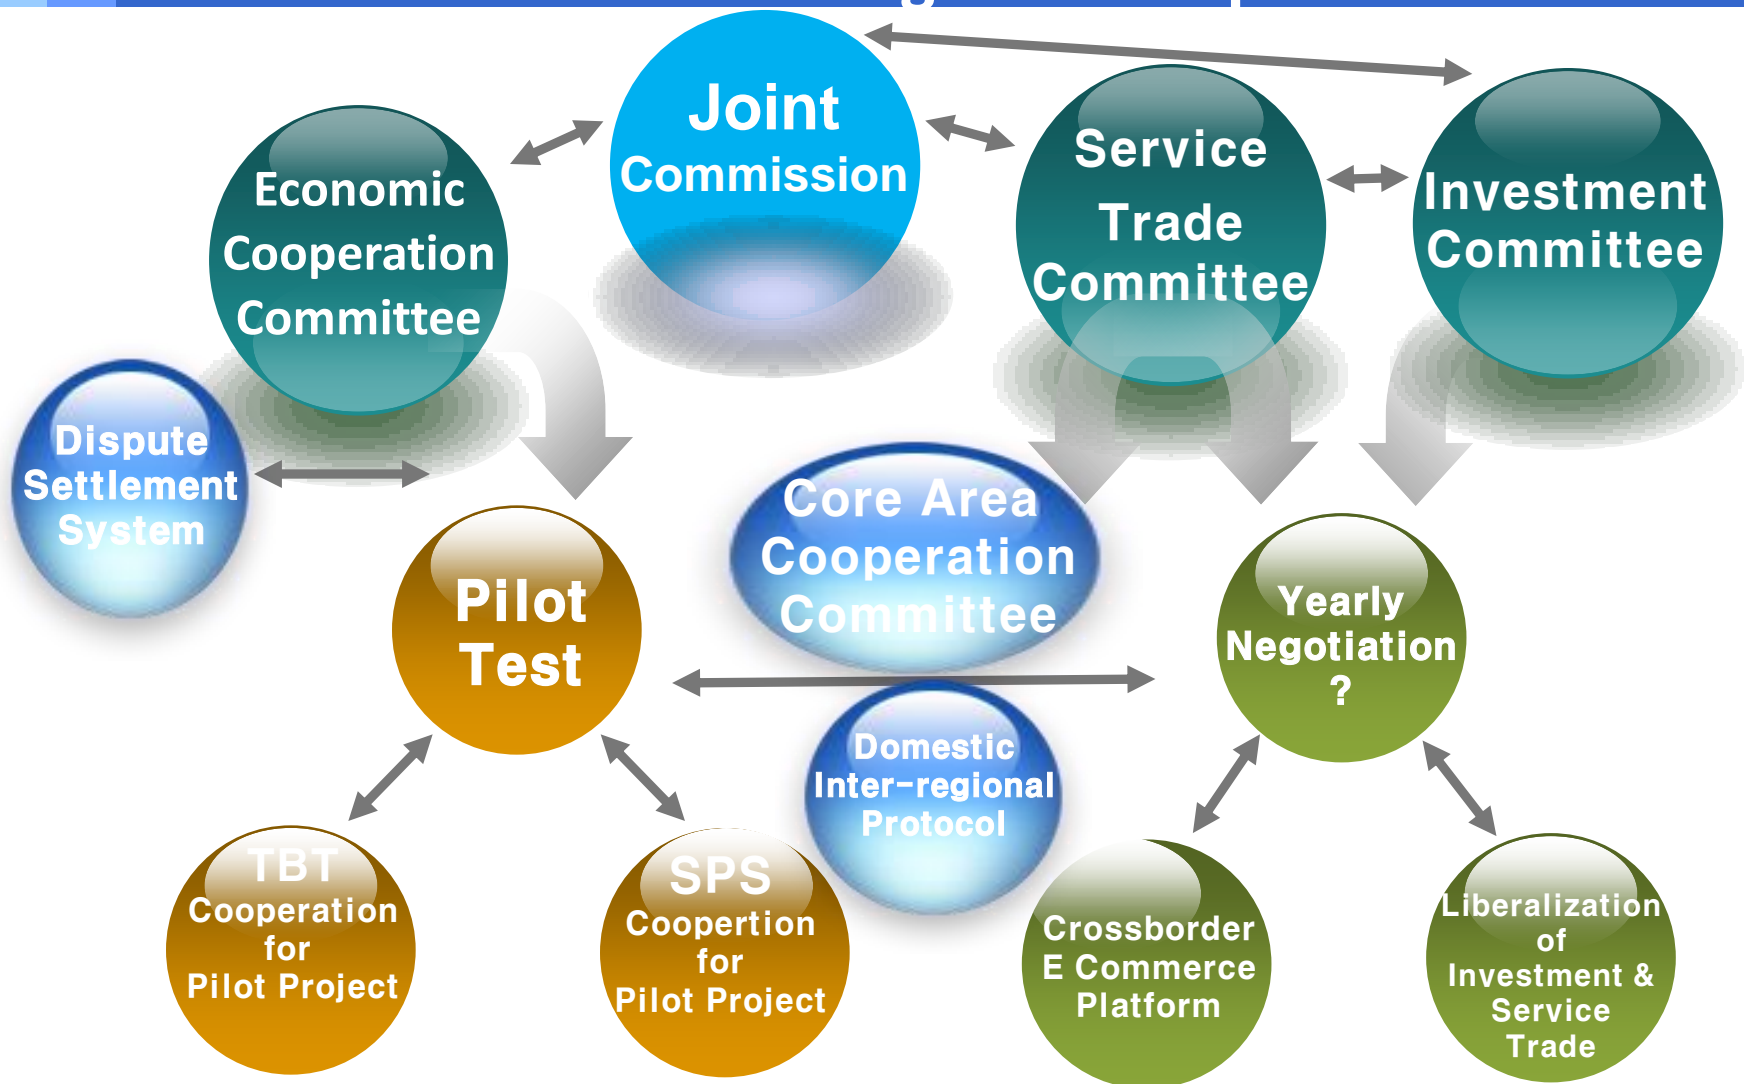 Joint
Commission
Economic
Cooperation
Committee
Service
Trade
Committee
Investment
Committee
Dispute
Settlement
System
Core Area
Cooperation
Committee
Pilot
Test
Yearly
Negotiation
?
Domestic
Inter-regional
Protocol
TBT
Cooperation
for
Pilot Project
SPS
Coopertion
for
Pilot Project
Crossborder
E Commerce
Platform
Liberalization
of
Investment &
Service
Trade